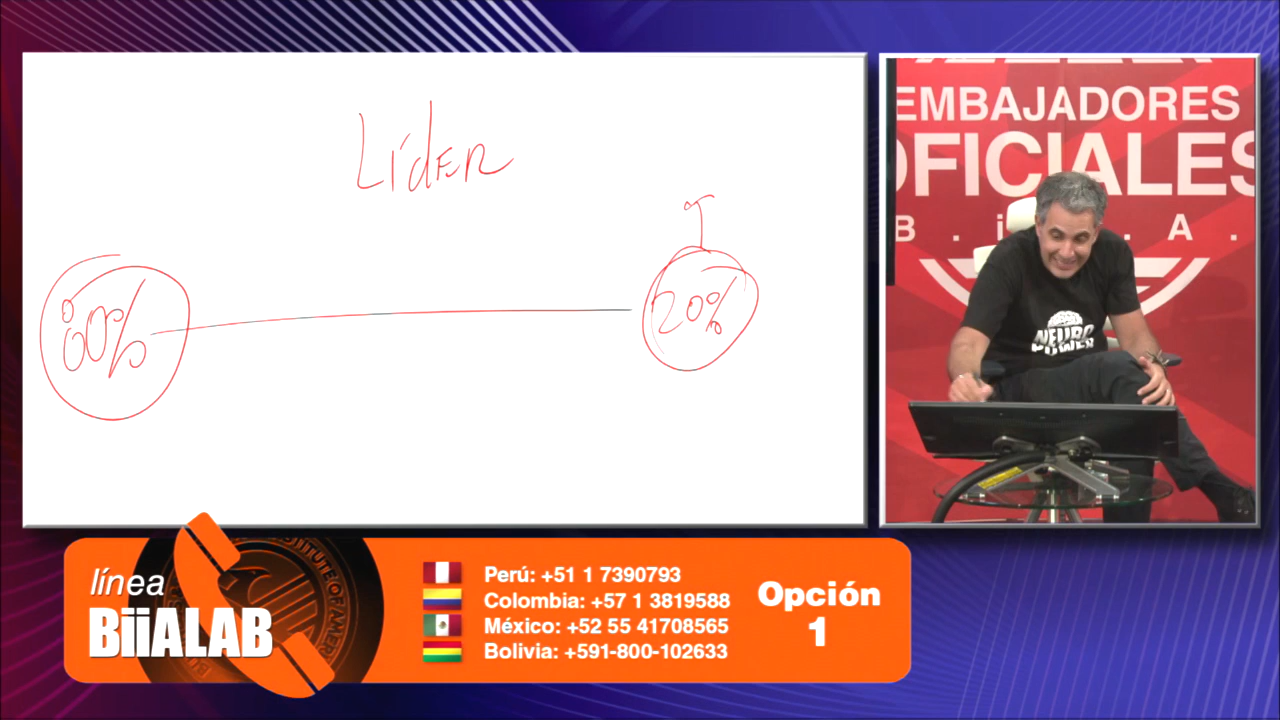 Líder
T
80%
20%
EMBAJADORES
OFICIALES
B . i . . A .
NEURO
POWER
línea
BiiALAB
Perú: +51 1 7390793
Colombia: +57 1 3819588
México: +52 55 41708565
Bolivia: +591-800-102633
Opción
1